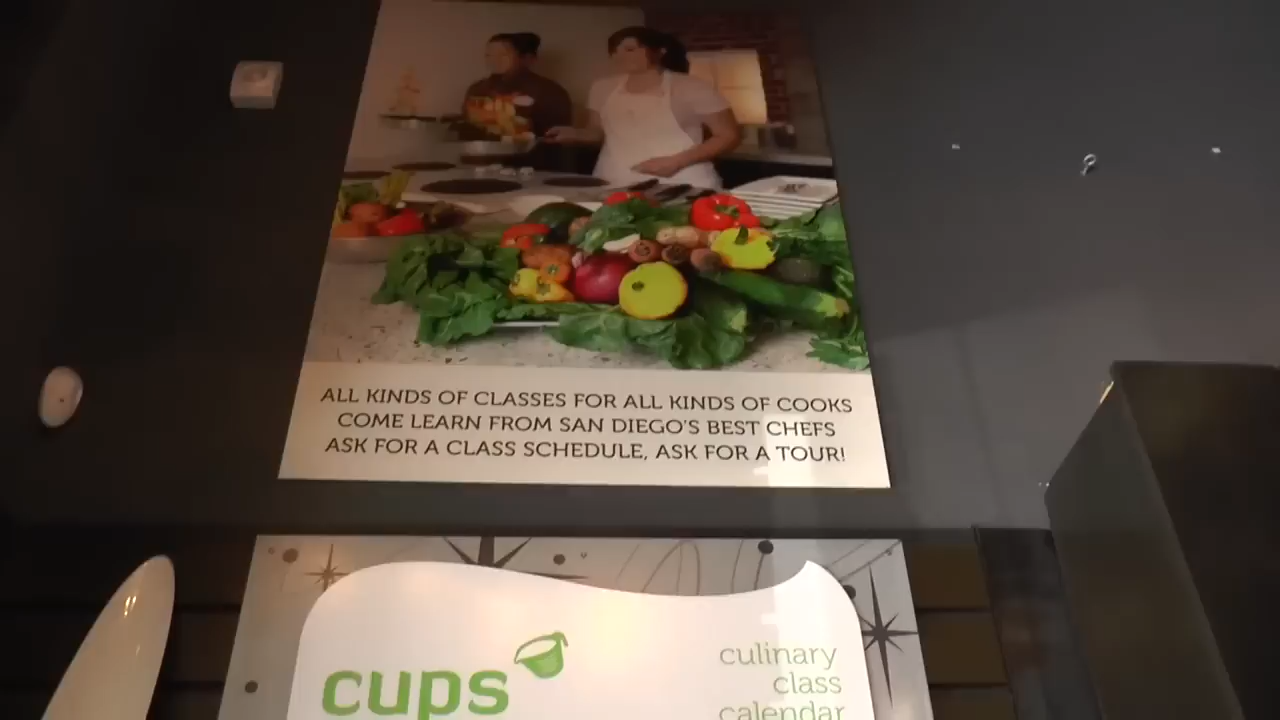 ALL KINDS OF CLASSES FOR ALL KINDS OF COOKS
COME LEARN FROM SAN DIEGO'S BEST CHEFS
ASK FOR A CLASS SCHEDULE, ASK FOR A TOUR!
cups
culinary
class
calendar